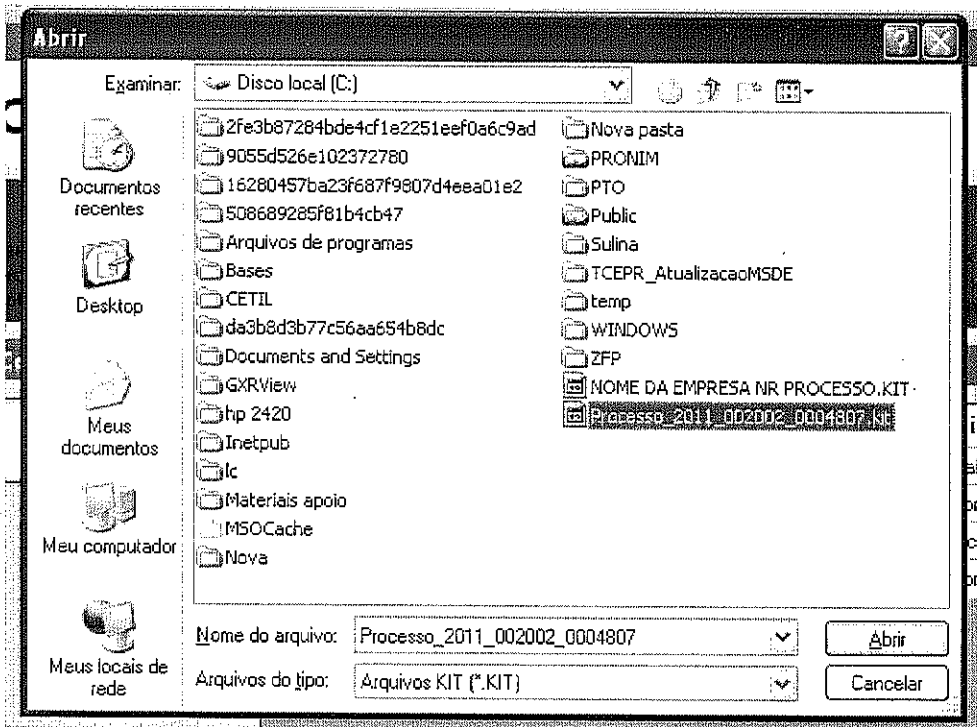 Abrir
Examinar:
Disco local (C:)
Documentos
recentes
Desktop
Meus
documentos
Meu computador
Meus locais de
rede
2fe3b87284bde4cf1e2251eef0a6c9ad
9055d526e102372780
16280457ba23f687f9807d4eea01e2
508689285f81b4cb47
Arquivos de programas
Bases
CETIL
da3b8d3b77c56aa654b8dc
Documents and Settings
GXRView
hp 2420
Inetpub
lc
Materiais apoio
MSOCache
Nova
Nova pasta
PRONIM
PTO
Public
Sulina
TCEPR_AtualizacaoMSDE
temp
WINDOWS
ZFP
NOME DA EMPRESA NR PROCESSO.KIT
Processo_2011_002002_0004807.kit
Nome do arquivo:
Processo_2011_002002_0004807
Abrir
Arquivos do tipo:
Arquivos KIT (*.KIT)
Cancelar